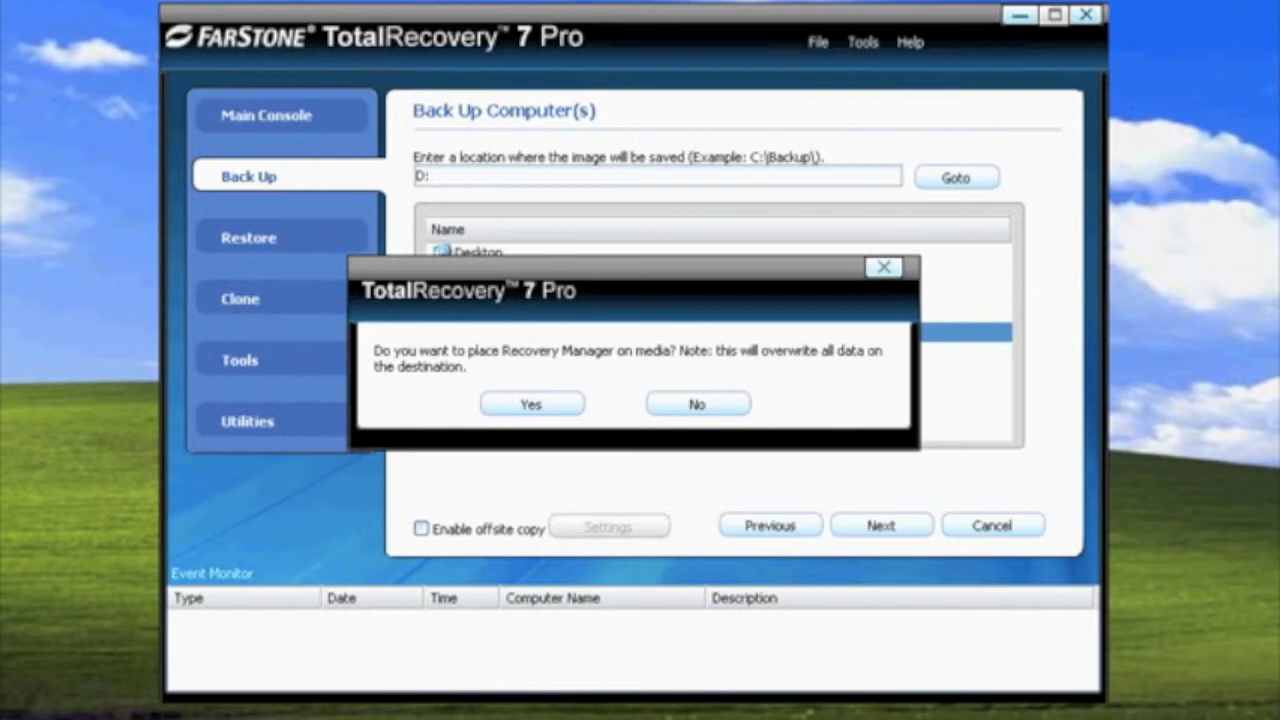 FARSTONE® TotalRecovery™ 7 Pro
File Tools Help
Main Console
Back Up
Restore
Clone
Tools
Utilities
Back Up Computer(s)
Enter a location where the image will be saved (Example: C:\Backup\).
D:
Goto
Name
Desktop
TotalRecovery™ 7 Pro
Do you want to place Recovery Manager on media? Note: this will overwrite all data on
the destination.
Yes No
Enable offsite copy Settings Previous Next Cancel
Event Monitor
Type Date Time Computer Name Description